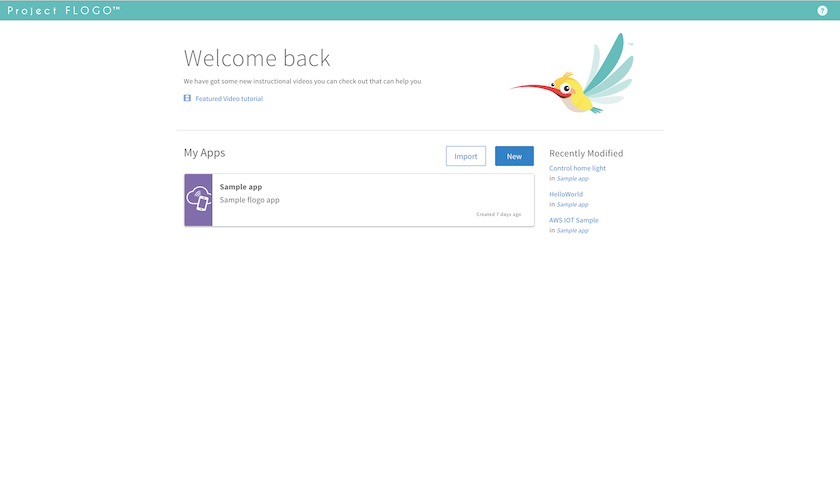 Project FLOGO™
?
Welcome back
We have got some new instructional videos you can check out that can help you
Featured Video tutorial
™
My Apps
Import
New
Sample app
Sample flogo app
Created 7 days ago
Recently Modified
Control home light
in Sample app
HelloWorld
in Sample app
AWS IOT Sample
in Sample app